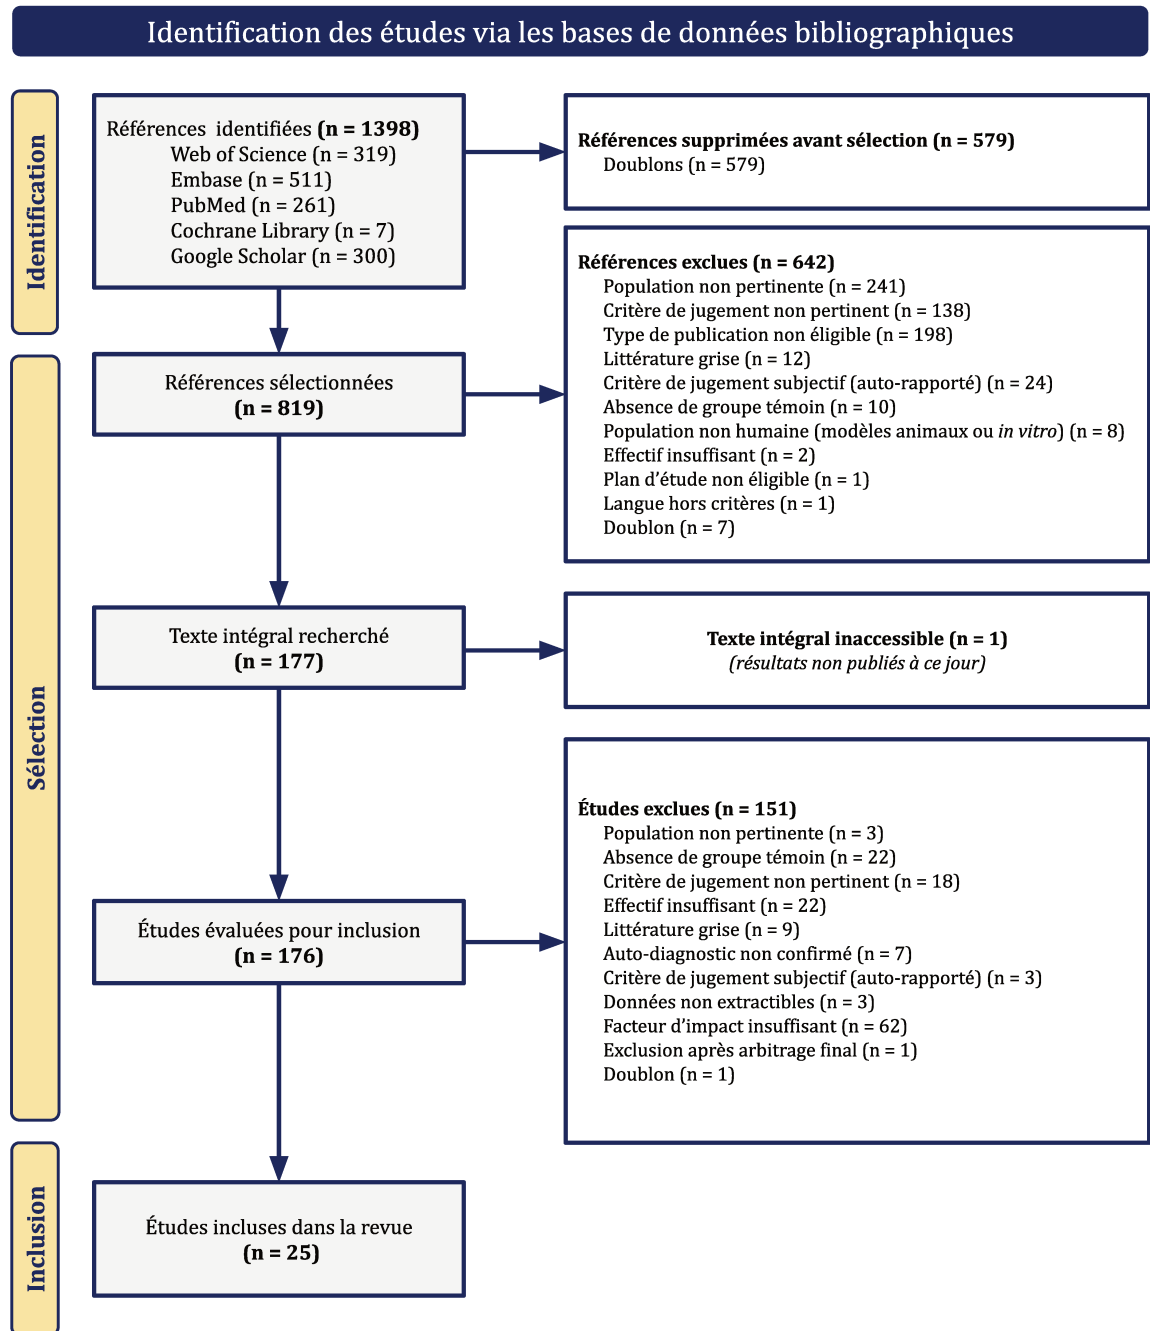 Identification des études via les bases de données bibliographiques
Identification
Références identifiées (n = 1398)
Web of Science (n = 319)
Embase (n = 511)
PubMed (n = 261)
Cochrane Library (n = 7)
Google Scholar (n = 300)
Références supprimées avant sélection (n = 579)
Doublons (n = 579)
Références exclues (n = 642)
Population non pertinente (n = 241)
Critère de jugement non pertinent (n = 138)
Type de publication non éligible (n = 198)
Littérature grise (n = 12)
Critère de jugement subjectif (auto-rapporté) (n = 24)
Absence de groupe témoin (n = 10)
Population non humaine (modèles animaux ou in vitro) (n = 8)
Effectif insuffisant (n = 2)
Plan d’étude non éligible (n = 1)
Langue hors critères (n = 1)
Doublon (n = 7)
Sélection
Références sélectionnées
(n = 819)
Texte intégral recherché
(n = 177)
Texte intégral inaccessible (n = 1)
(résultats non publiés à ce jour)
Études évaluées pour inclusion
(n = 176)
Études exclues (n = 151)
Population non pertinente (n = 3)
Absence de groupe témoin (n = 22)
Critère de jugement non pertinent (n = 18)
Effectif insuffisant (n = 22)
Littérature grise (n = 9)
Auto-diagnostic non confirmé (n = 7)
Critère de jugement subjectif (auto-rapporté) (n = 3)
Données non extractibles (n = 3)
Facteur d’impact insuffisant (n = 62)
Exclusion après arbitrage final (n = 1)
Doublon (n = 1)
Inclusion
Études incluses dans la revue
(n = 25)